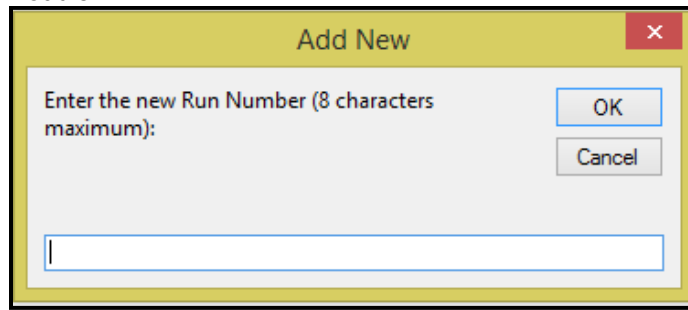 Add New
Enter the new Run Number (8 characters
maximum):
OK
Cancel